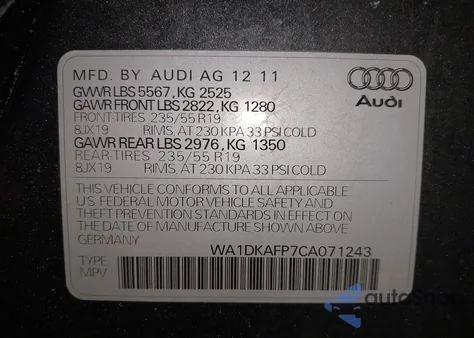 MFD. BY AUDI AG 12 11
GVWR LBS 5567, KG 2525
GAWR FRONT LBS 2822, KG 1280
FRONT-TIRES 235/55 R19
8JX19 RIMS, AT 230 KPA 33 PSI COLD
GAWR REAR LBS 2976, KG 1350
REAR-TIRES 235/55 R19
8JX19 RIMS, AT 230 KPA 33 PSI COLD
THIS VEHICLE CONFORMS TO ALL APPLICABLE
U.S. FEDERAL MOTOR VEHICLE SAFETY AND
THEFT PREVENTION STANDARDS IN EFFECT ON
THE DATE OF MANUFACTURE SHOWN ABOVE.
GERMANY
WA1DKAFP7CA071243
TYPE
MPV
Audi